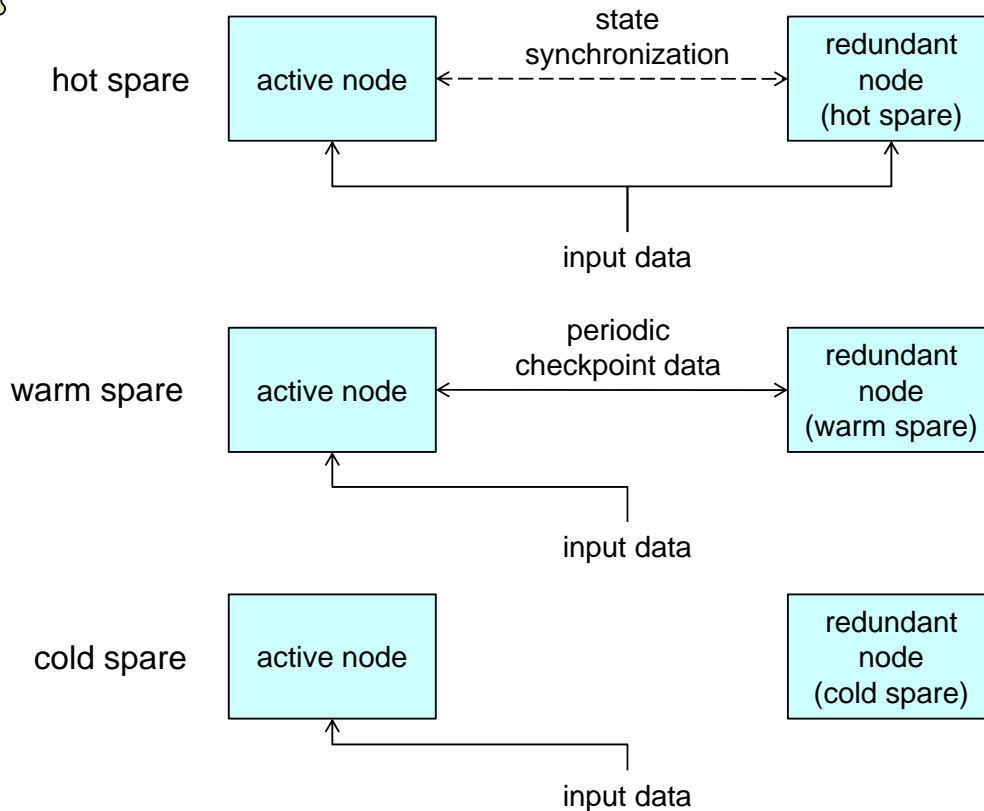 state
synchronization
hot spare
active node
redundant
node
(hot spare)
input data
periodic
checkpoint data
warm spare
active node
redundant
node
(warm spare)
input data
cold spare
active node
redundant
node
(cold spare)
input data